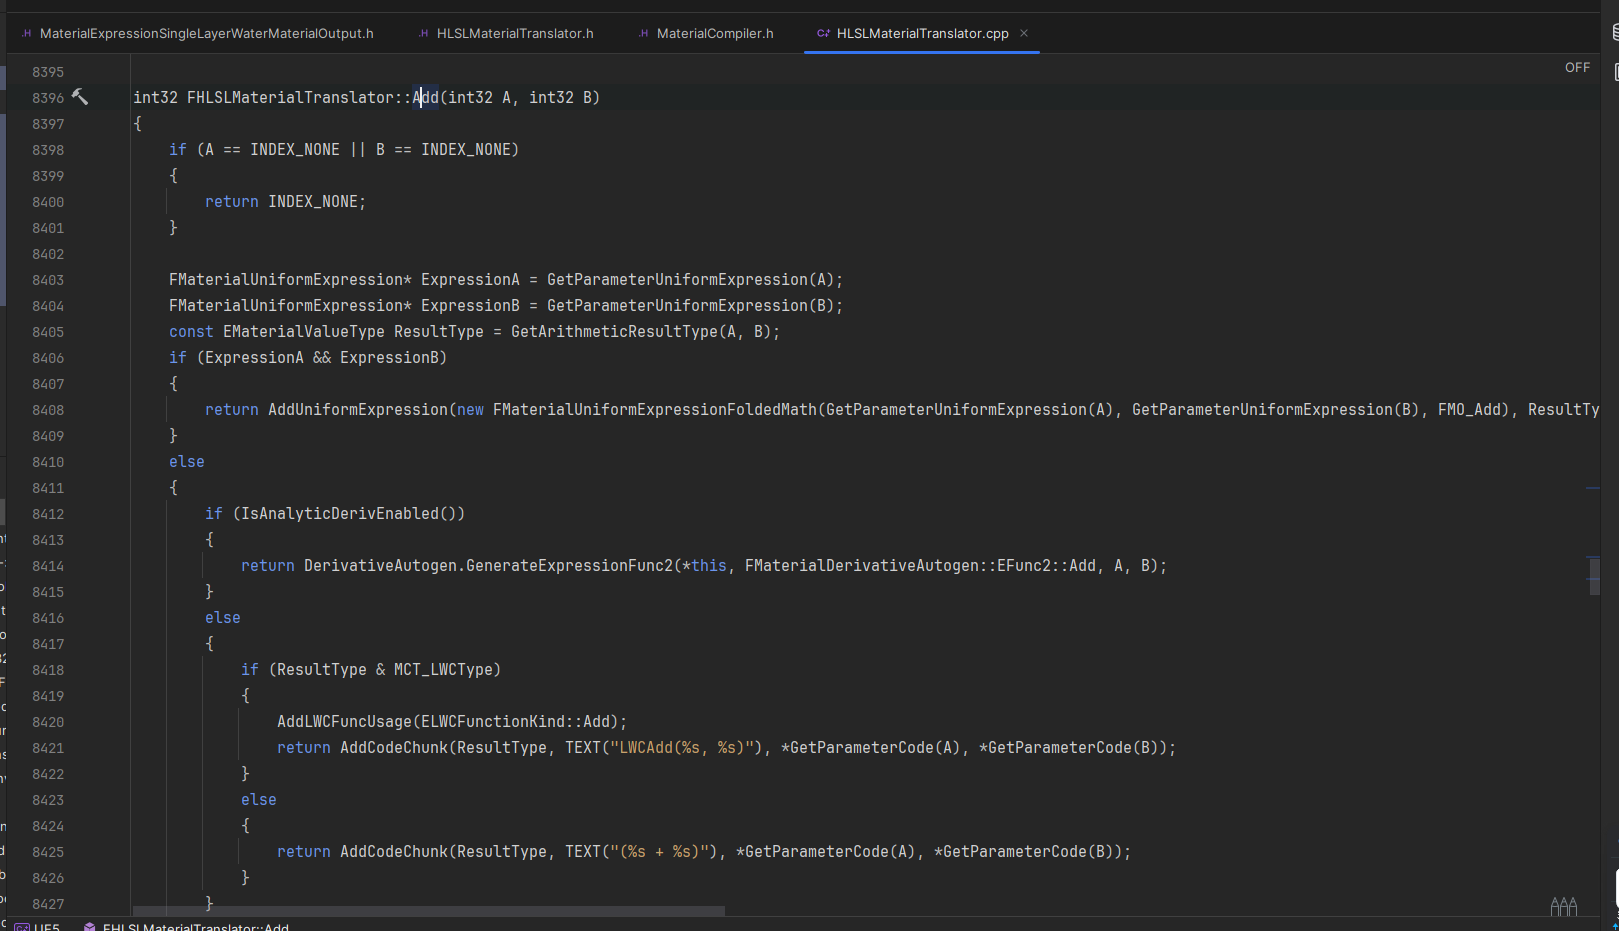 MaterialExpressionSingleLayerWaterMaterialOutput.h HLSLMaterialTranslator.h MaterialCompiler.h HLSLMaterialTranslator.cpp
OFF
8395
8396 int32 FHLSLMaterialTranslator::Add(int32 A, int32 B)
8397 {
8398 if (A == INDEX_NONE || B == INDEX_NONE)
8399 {
8400 return INDEX_NONE;
8401 }
8402
8403 FMaterialUniformExpression* ExpressionA = GetParameterUniformExpression(A);
8404 FMaterialUniformExpression* ExpressionB = GetParameterUniformExpression(B);
8405 const EMaterialValueType ResultType = GetArithmeticResultType(A, B);
8406 if (ExpressionA && ExpressionB)
8407 {
8408 return AddUniformExpression(new FMaterialUniformExpressionFoldedMath(GetParameterUniformExpression(A), GetParameterUniformExpression(B), FMO_Add), ResultTy
8409 }
8410 else
8411 {
8412 if (IsAnalyticDerivEnabled())
8413 {
8414 return DerivativeAutogen.GenerateExpressionFunc2(*this, FMaterialDerivativeAutogen::EFunc2::Add, A, B);
8415 }
8416 else
8417 {
8418 if (ResultType & MCT_LWCType)
8419 {
8420 AddLWCFuncUsage(ELWCFunctionKind::Add);
8421 return AddCodeChunk(ResultType, TEXT("LWCAdd(%s, %s)"), *GetParameterCode(A), *GetParameterCode(B));
8422 }
8423 else
8424 {
8425 return AddCodeChunk(ResultType, TEXT("(%s + %s)"), *GetParameterCode(A), *GetParameterCode(B));
8426 }
8427 }
UE5 FHLSLMaterialTranslator::Add